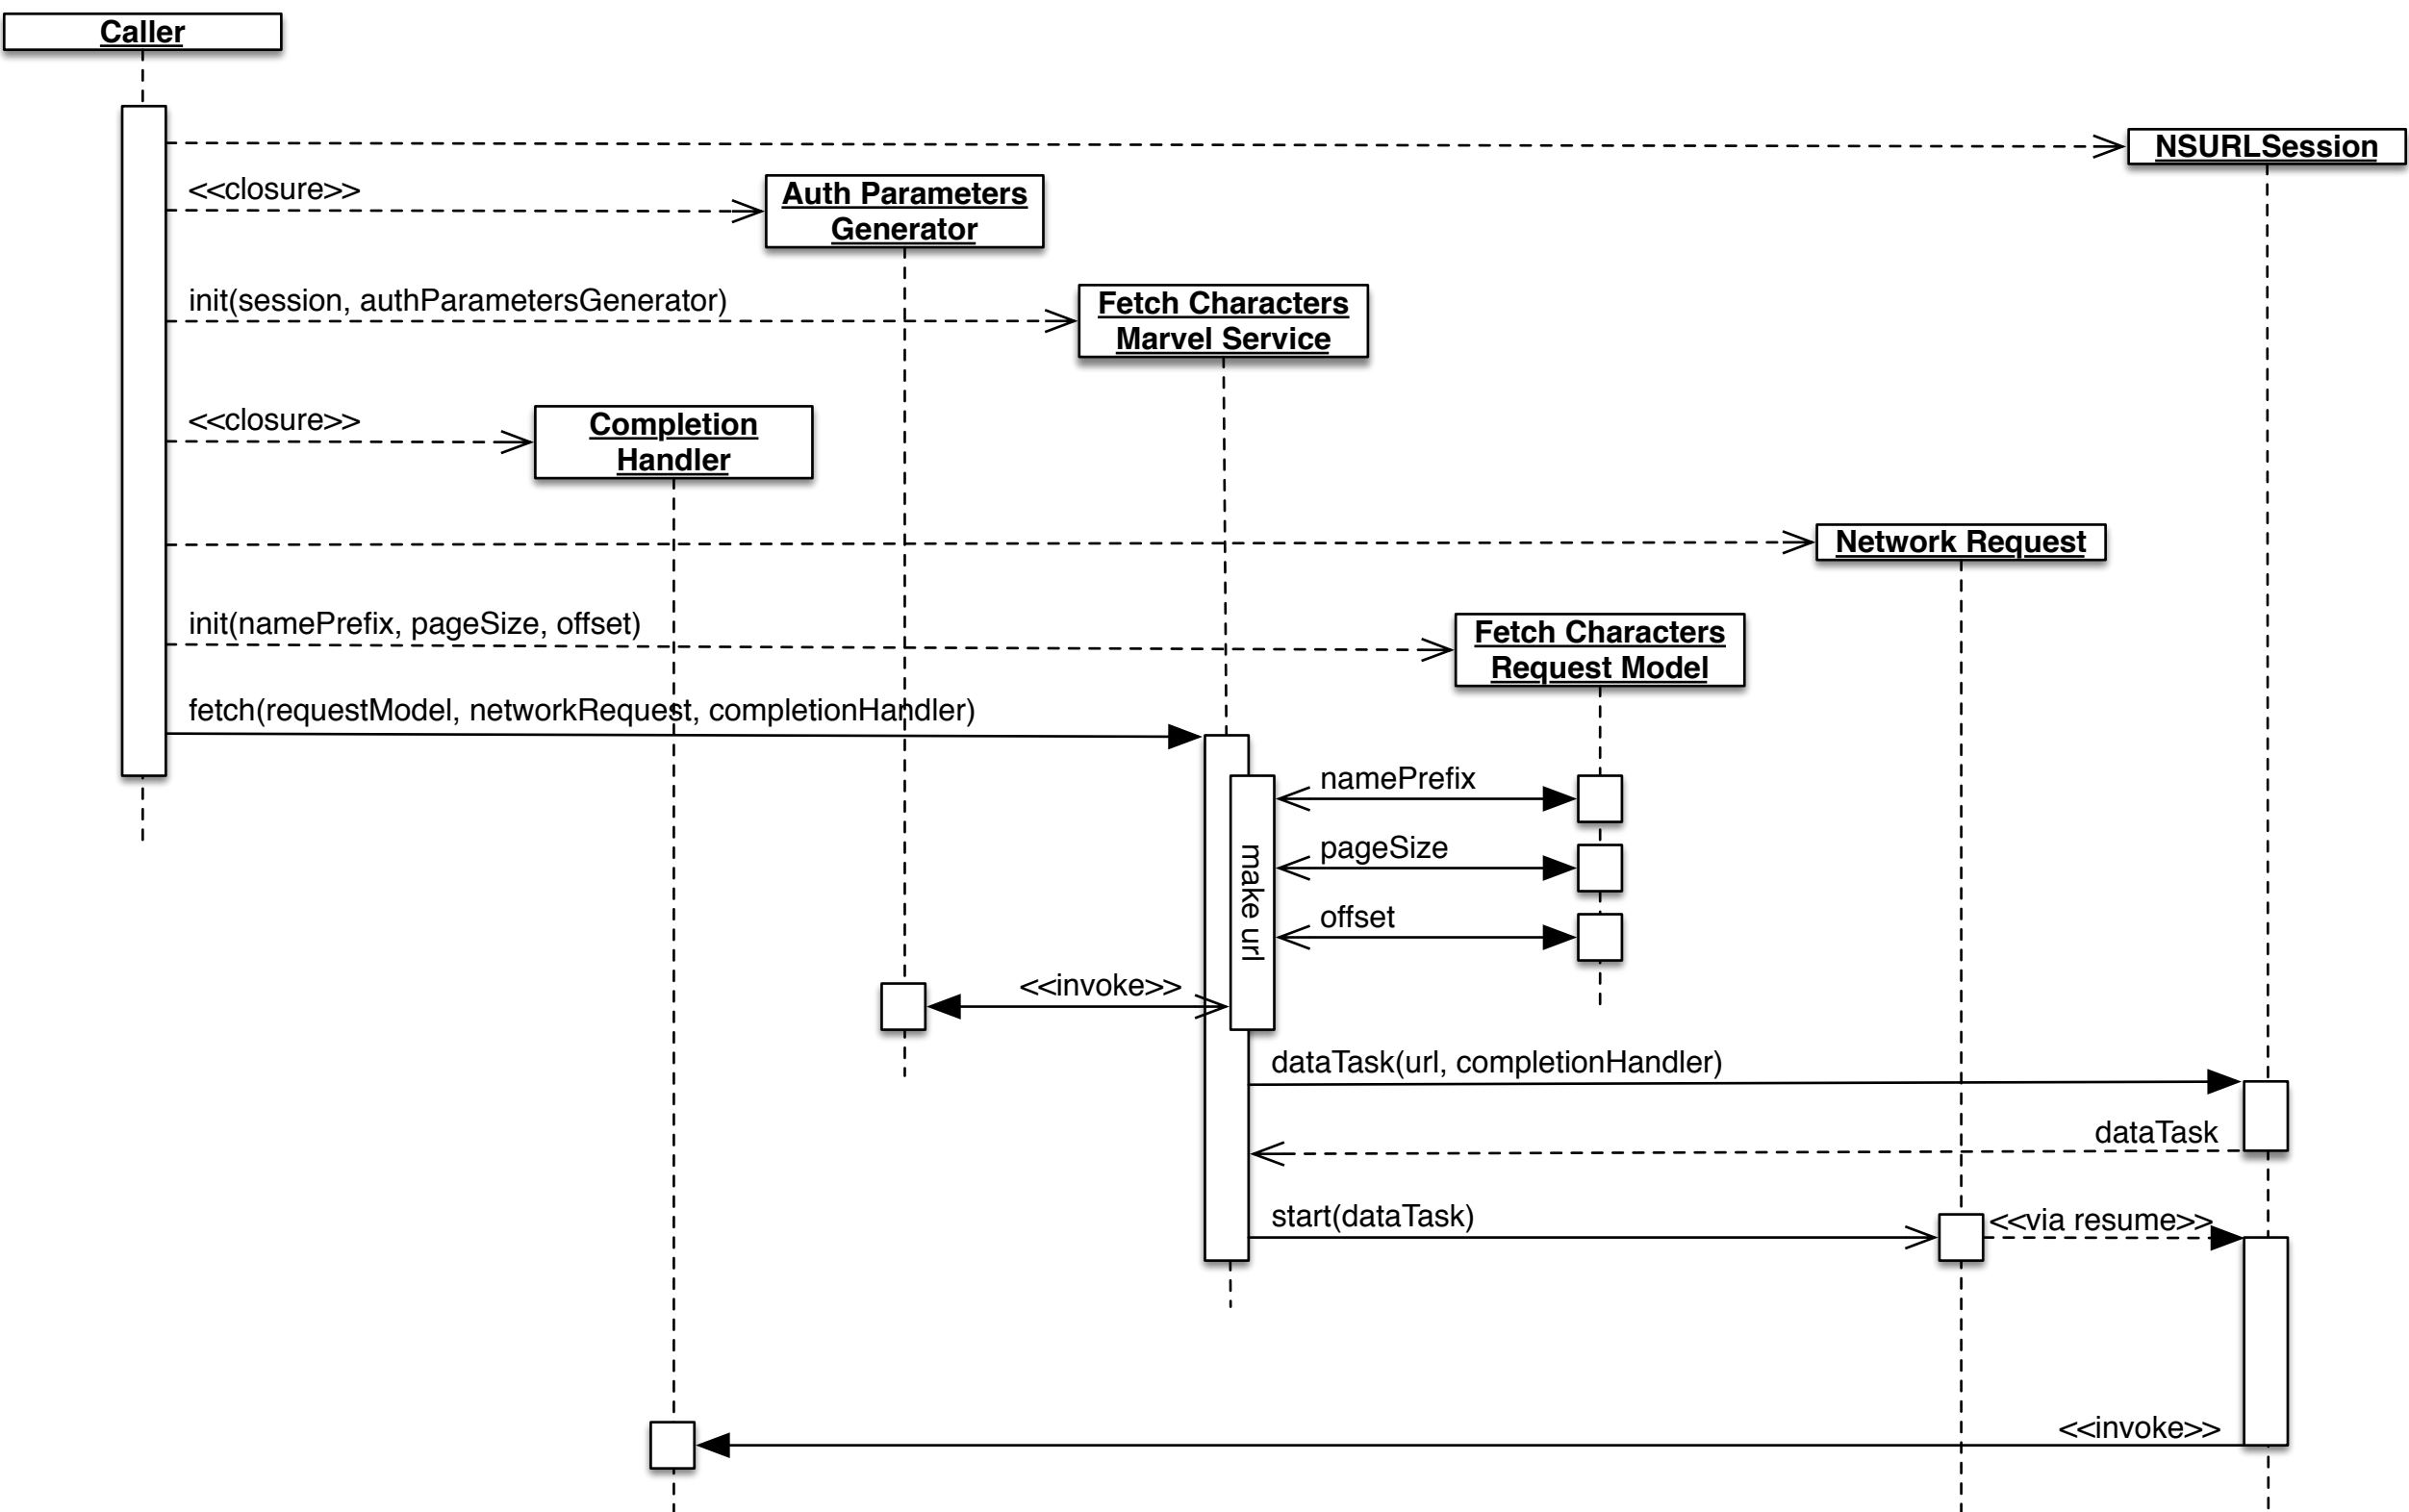 Caller
NSURLSession
<<closure>>
Auth Parameters
Generator
init(session, authParametersGenerator)
Fetch Characters
Marvel Service
<<closure>>
Completion
Handler
Network Request
init(namePrefix, pageSize, offset)
Fetch Characters
Request Model
fetch(requestModel, networkRequest, completionHandler)
namePrefix
pageSize
make url
offset
<<invoke>>
dataTask(url, completionHandler)
dataTask
start(dataTask)
<<via resume>>
<<invoke>>